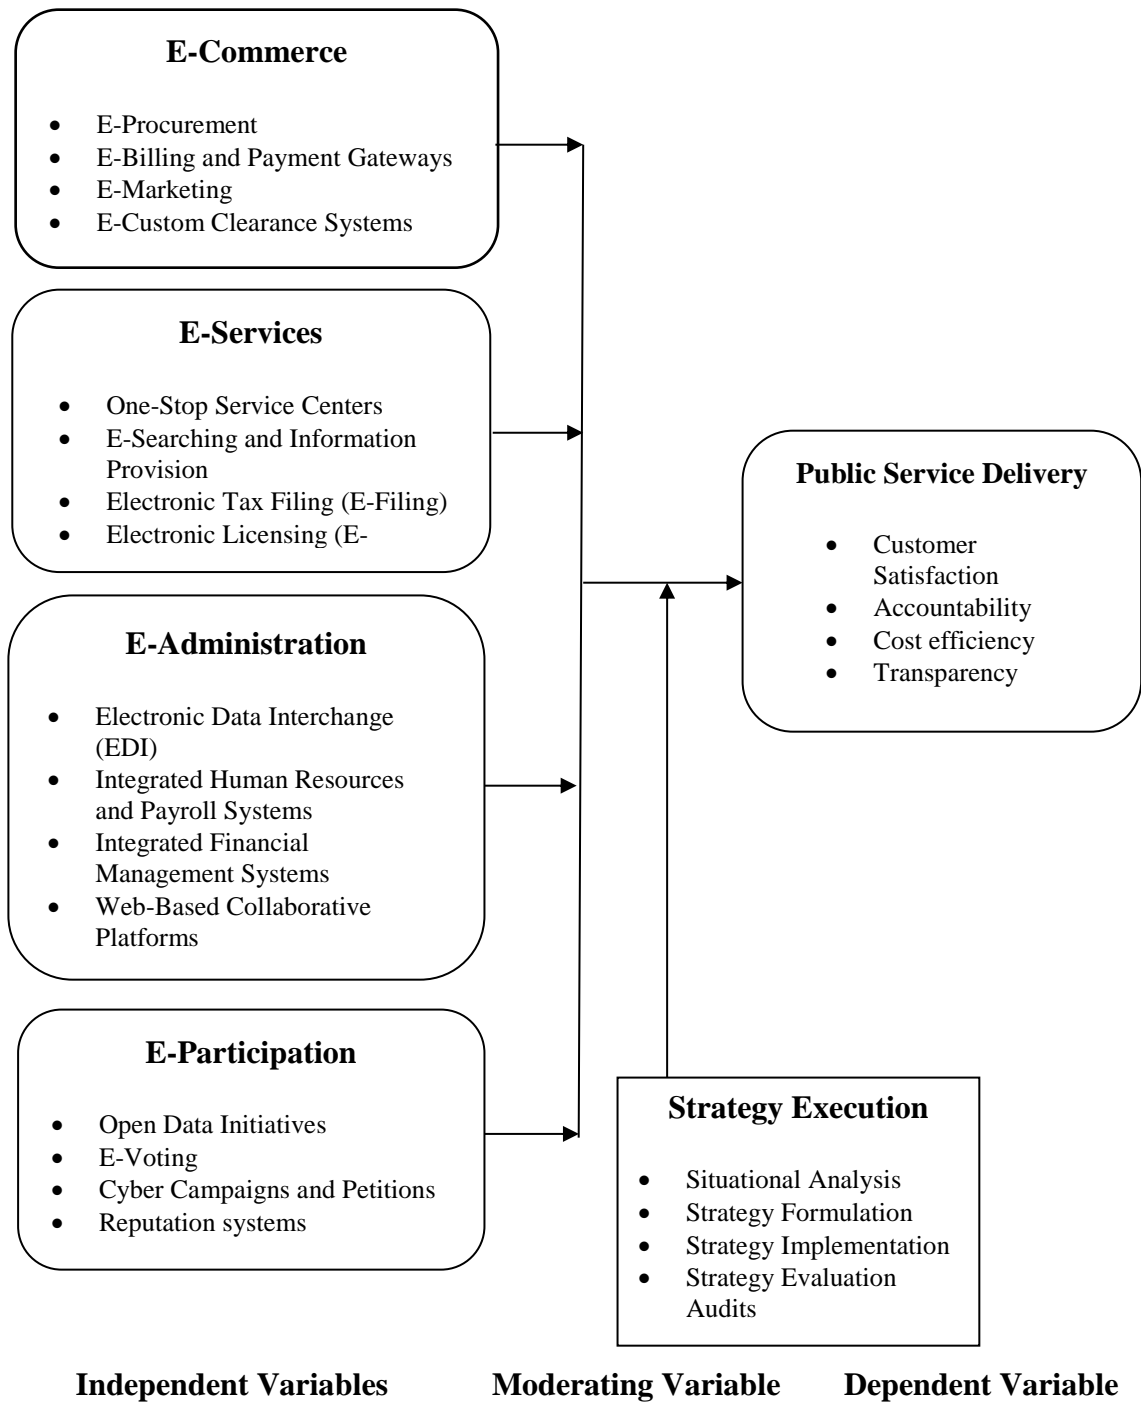 E-Commerce
• E-Procurement
• E-Billing and Payment Gateways
• E-Marketing
• E-Custom Clearance Systems
E-Services
• One-Stop Service Centers
• E-Searching and Information
Provision
• Electronic Tax Filing (E-Filing)
• Electronic Licensing (E-
E-Administration
• Electronic Data Interchange
(EDI)
• Integrated Human Resources
and Payroll Systems
• Integrated Financial
Management Systems
• Web-Based Collaborative
Platforms
E-Participation
• Open Data Initiatives
• E-Voting
• Cyber Campaigns and Petitions
• Reputation systems
Public Service Delivery
• Customer
Satisfaction
• Accountability
• Cost efficiency
• Transparency
Strategy Execution
• Situational Analysis
• Strategy Formulation
• Strategy Implementation
• Strategy Evaluation
Audits
Independent Variables
Moderating Variable
Dependent Variable